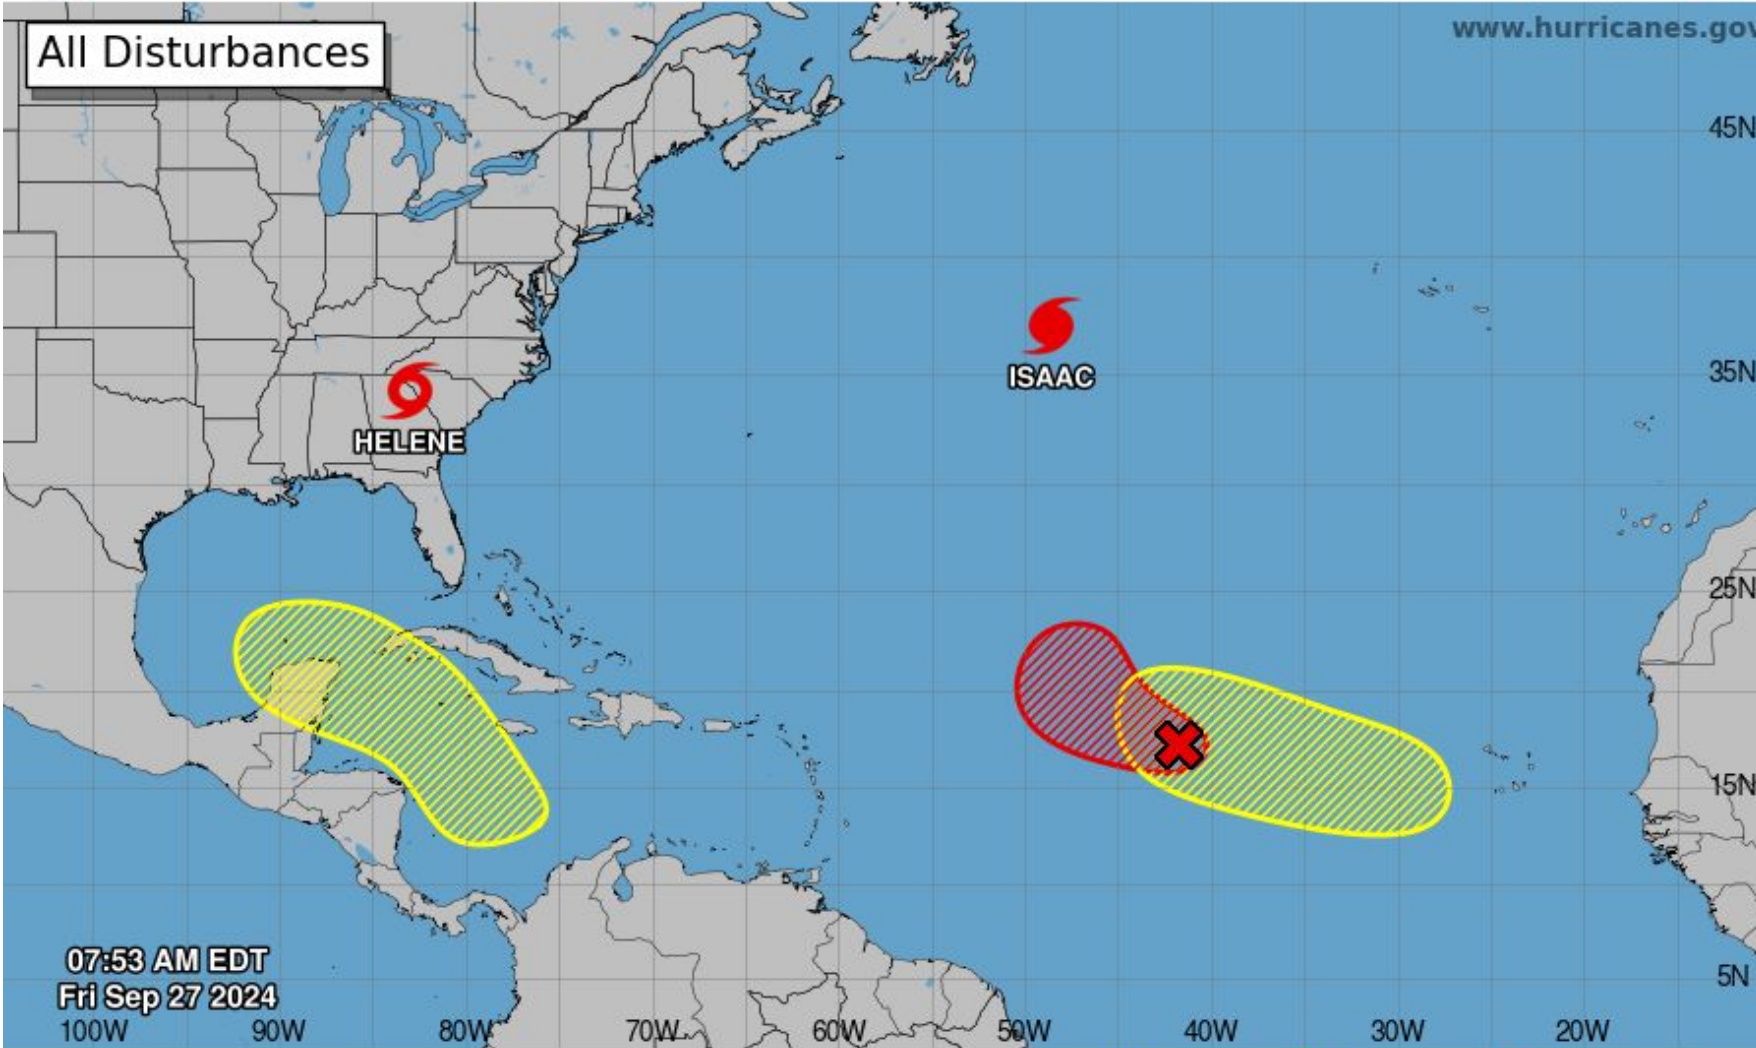 All Disturbances
www.hurricanes.gov
45N
35N
ISAAC
HELENE
25N
15N
07:53 AM EDT
Fri Sep 27 2024
5N
100W 90W 80W 70W 60W 50W 40W 30W 20W